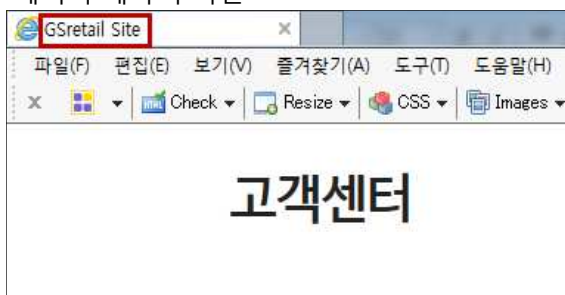 GSretail Site
파일(F) 편집(E) 보기(V) 즐겨찾기(A) 도구(T) 도움말(H)
x Check Resize CSS Images
고객센터